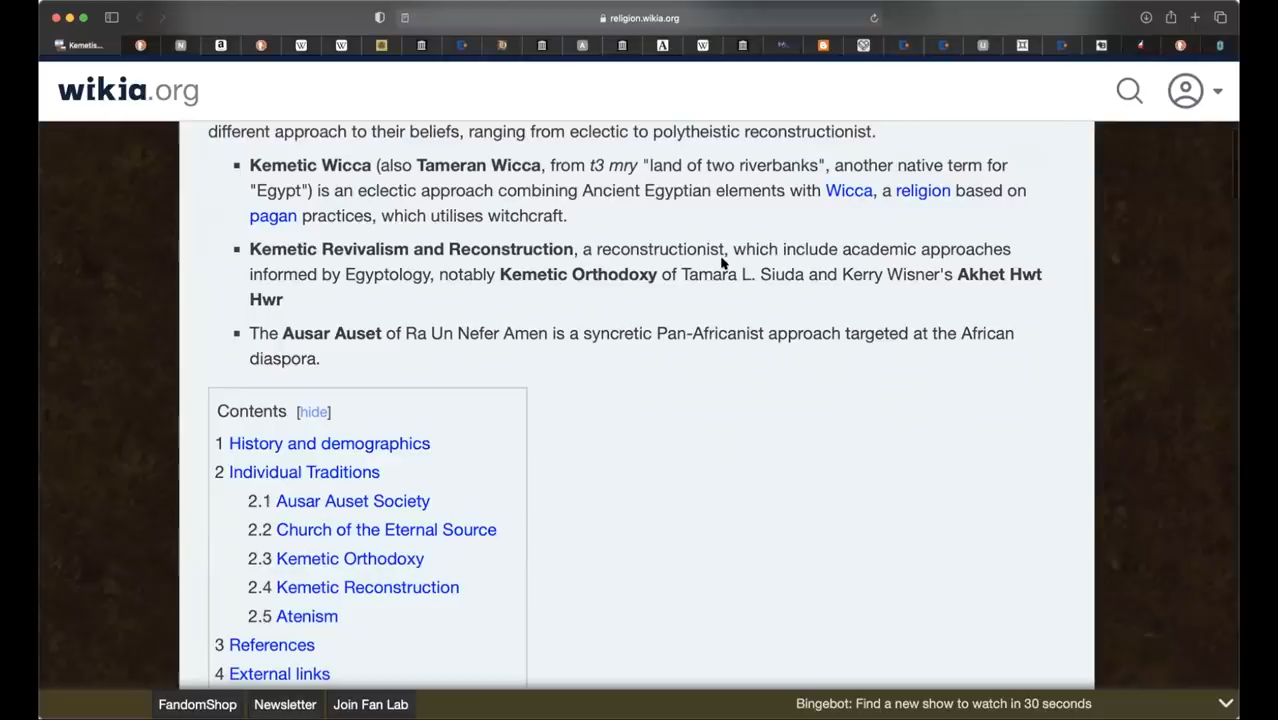 religion.wikia.org
Kemetis...
wikia.org
different approach to their beliefs, ranging from eclectic to polytheistic reconstructionist.
Kemetic Wicca (also Tameran Wicca, from t3 mry "land of two riverbanks", another native term for
"Egypt") is an eclectic approach combining Ancient Egyptian elements with Wicca, a religion based on
pagan practices, which utilises witchcraft.
Kemetic Revivalism and Reconstruction, a reconstructionist, which include academic approaches
informed by Egyptology, notably Kemetic Orthodoxy of Tamara L. Siuda and Kerry Wisner's Akhet Hwt
Hwr
The Ausar Auset of Ra Un Nefer Amen is a syncretic Pan-Africanist approach targeted at the African
diaspora.
Contents [hide]
1 History and demographics
2 Individual Traditions
2.1 Ausar Auset Society
2.2 Church of the Eternal Source
2.3 Kemetic Orthodoxy
2.4 Kemetic Reconstruction
2.5 Atenism
3 References
4 External links
FandomShop Newsletter Join Fan Lab Bingebot: Find a new show to watch in 30 seconds